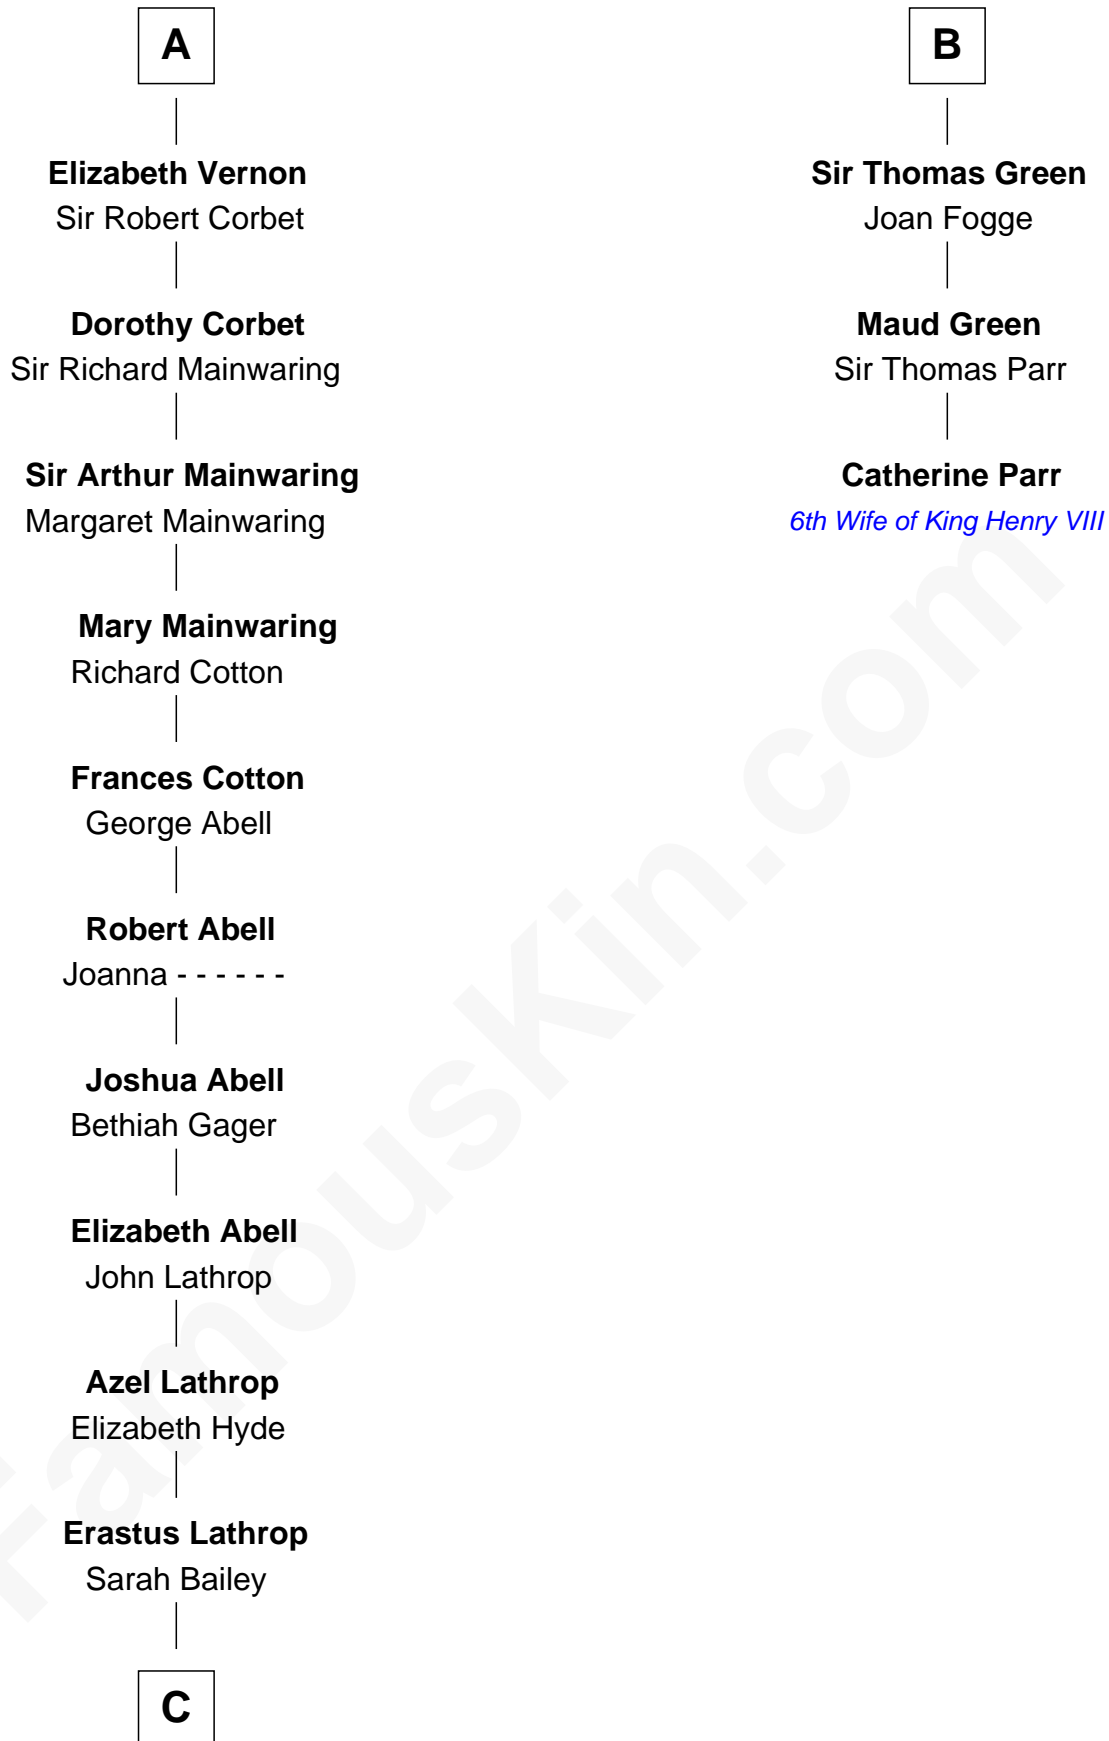 A
Elizabeth Vernon
Sir Robert Corbet
Dorothy Corbet
Sir Richard Mainwaring
Sir Arthur Mainwaring
Margaret Mainwaring
Mary Mainwaring
Richard Cotton
Frances Cotton
George Abell
Robert Abell
Joanna - - - - - -
Joshua Abell
Bethiah Gager
Elizabeth Abell
John Lathrop
Azel Lathrop
Elizabeth Hyde
Erastus Lathrop
Sarah Bailey
C
B
Sir Thomas Green
Joan Fogge
Maud Green
Sir Thomas Parr
Catherine Parr
6th Wife of King Henry VIII
FamousKin.com